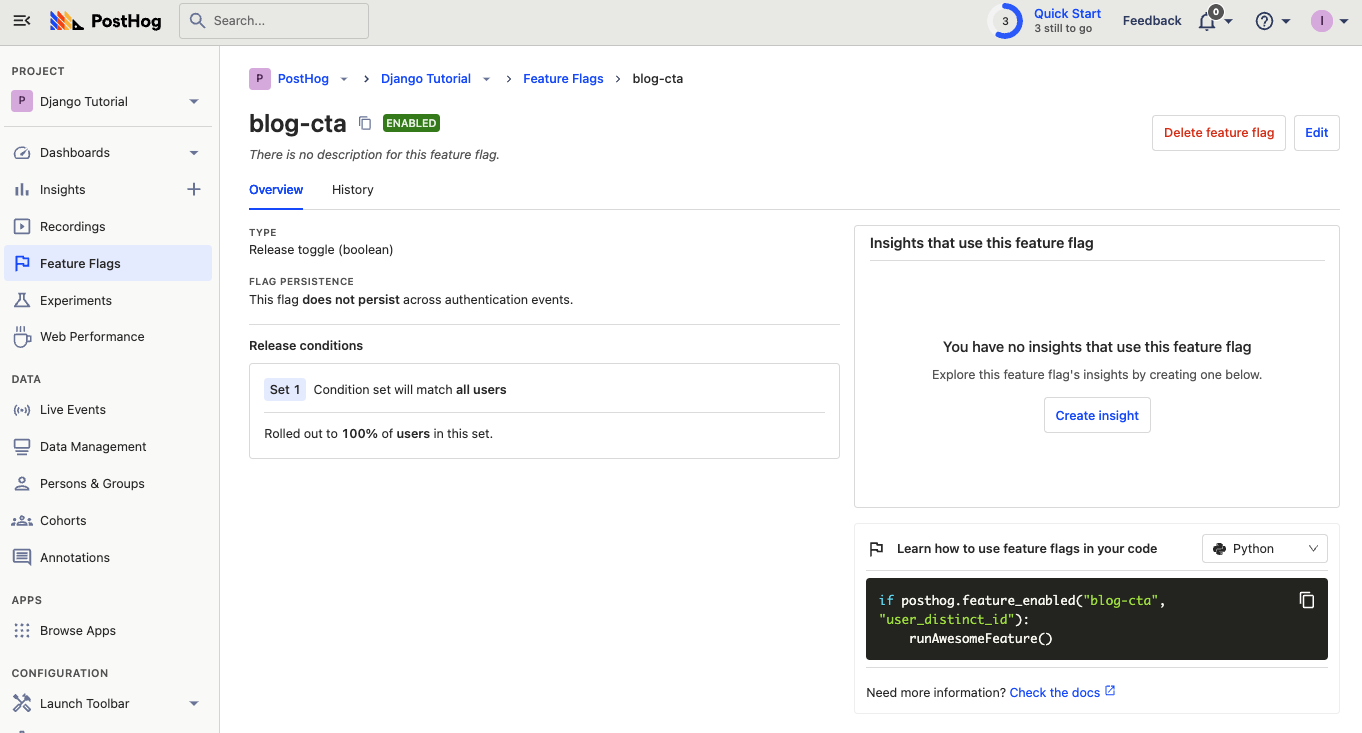 PostHog
Search...
3
Quick Start
3 still to go
Feedback
0
I
PROJECT
P Django Tutorial
Dashboards
Insights
Recordings
Feature Flags
Experiments
Web Performance
DATA
Live Events
Data Management
Persons & Groups
Cohorts
Annotations
APPS
Browse Apps
CONFIGURATION
Launch Toolbar
P PostHog > Django Tutorial > Feature Flags > blog-cta
blog-cta ENABLED
There is no description for this feature flag.
Delete feature flag Edit
Overview History
TYPE
Release toggle (boolean)
FLAG PERSISTENCE
This flag does not persist across authentication events.
Release conditions
Set 1 Condition set will match all users
Rolled out to 100% of users in this set.
Insights that use this feature flag
You have no insights that use this feature flag
Explore this feature flag's insights by creating one below.
Create insight
Learn how to use feature flags in your code
Python
if posthog.feature_enabled("blog-cta",
"user_distinct_id"):
    runAwesomeFeature()
Need more information? Check the docs